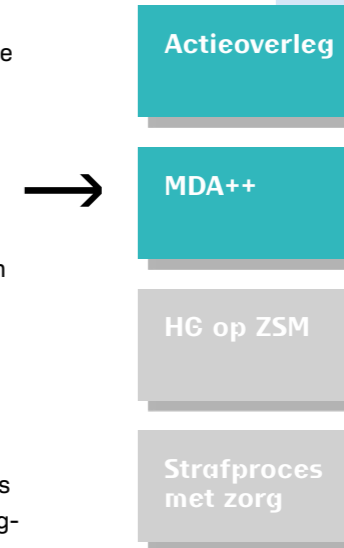 e
Actieoverleg
MDA++
n
HG op ZSM
Strafproces
s
met zorg
g-